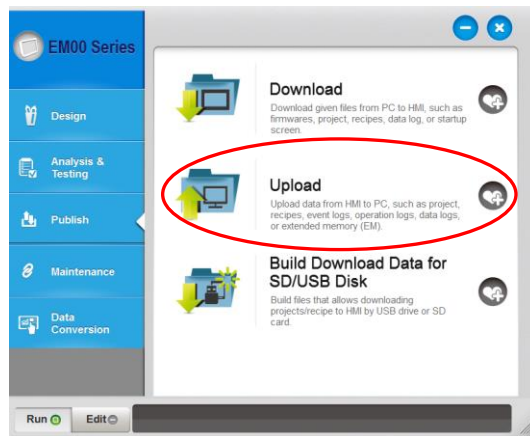 EM00 Series
Design
Analysis &
Testing
Publish
Maintenance
Data
Conversion
Download
Download given files from PC to HMI, such as
firmwares, project, recipes, data log, or startup
screen.
Upload
Upload data from HMI to PC, such as project,
recipes, event logs, operation logs, data logs,
or extended memory (EM).
Build Download Data for
SD/USB Disk
Build files that allows downloading
projects/recipe to HMI by USB drive or SD
card.
Run
Edit